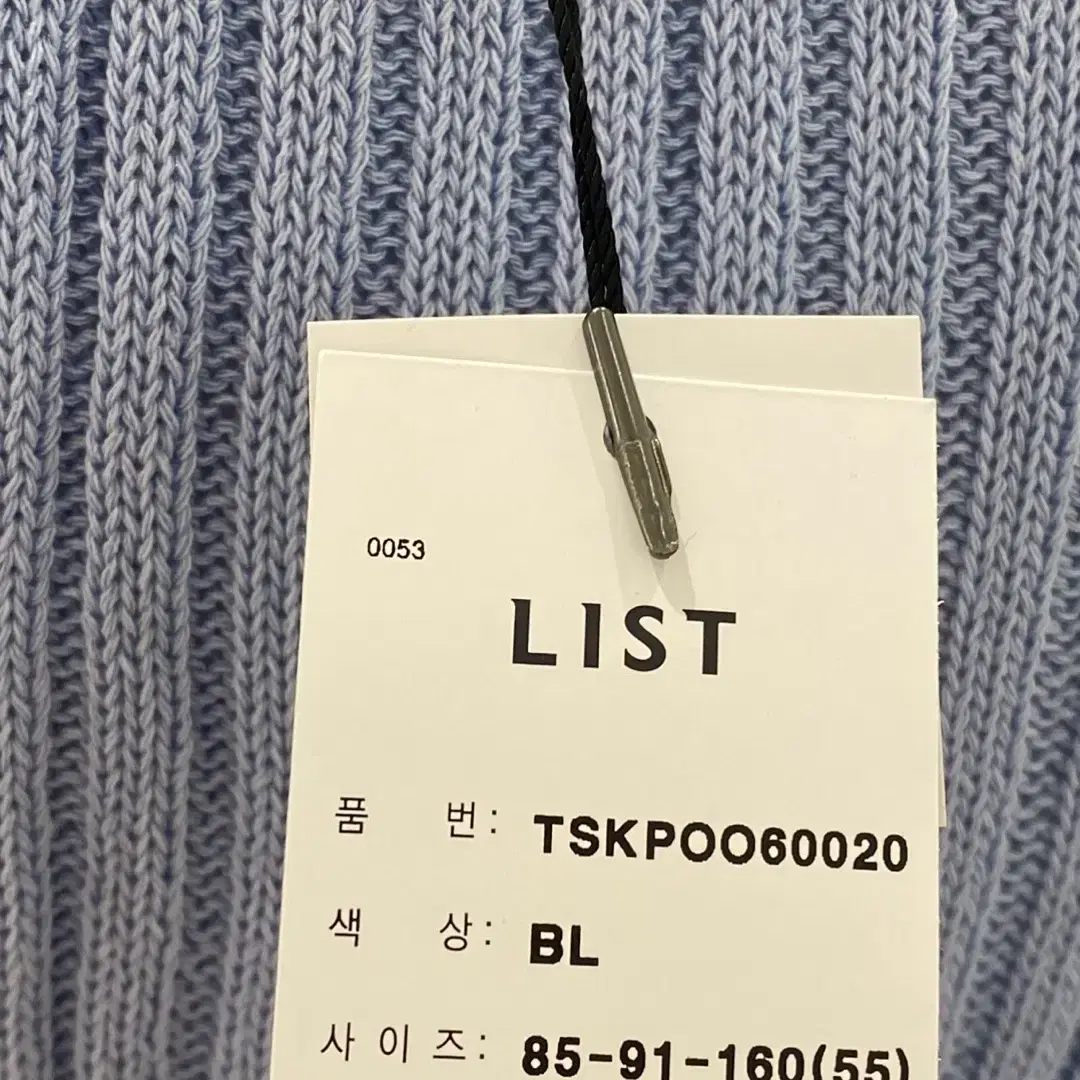 0053
LIST
품 번: TSKPOO60020
색 상: BL
사 이 즈: 85-91-160(55)